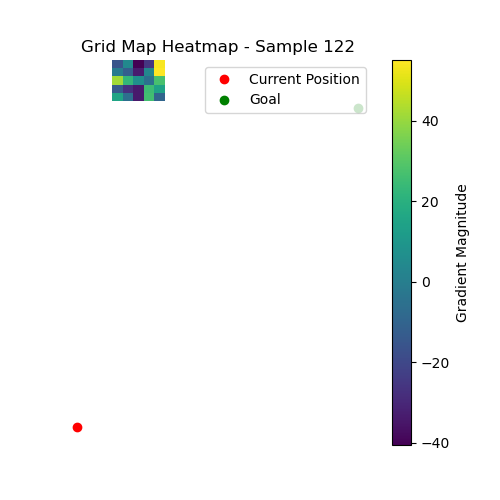 Grid Map Heatmap - Sample 122
Current Position
Goal
40
20
0
−20
−40
Gradient Magnitude